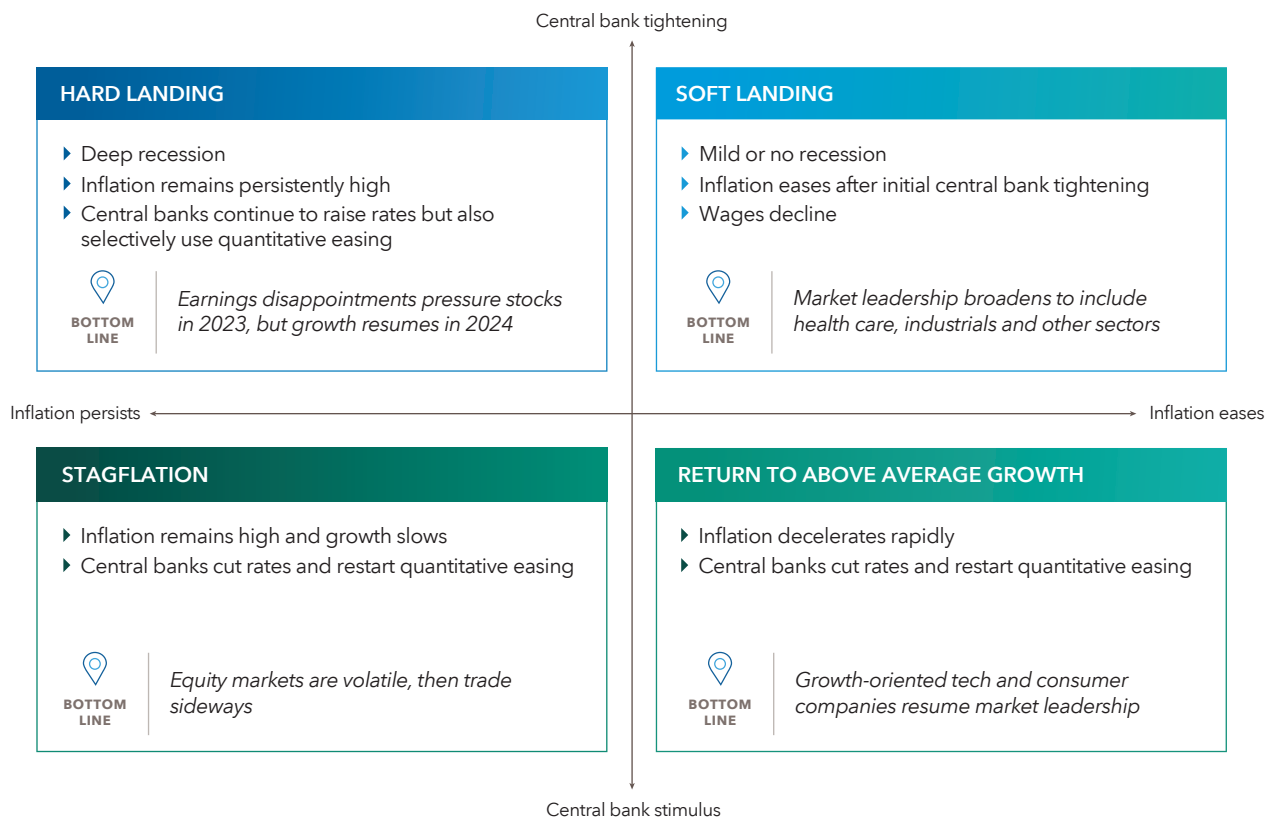 Central bank tightening
HARD LANDING
Deep recession
Inflation remains persistently high
Central banks continue to raise rates but also
selectively use quantitative easing
BOTTOM
LINE
Earnings disappointments pressure stocks
in 2023, but growth resumes in 2024
SOFT LANDING
Mild or no recession
Inflation eases after initial central bank tightening
Wages decline
BOTTOM
LINE
Market leadership broadens to include
health care, industrials and other sectors
Inflation persists
Inflation eases
STAGFLATION
Inflation remains high and growth slows
Central banks cut rates and restart quantitative easing
BOTTOM
LINE
Equity markets are volatile, then trade
sideways
RETURN TO ABOVE AVERAGE GROWTH
Inflation decelerates rapidly
Central banks cut rates and restart quantitative easing
BOTTOM
LINE
Growth-oriented tech and consumer
companies resume market leadership
Central bank stimulus